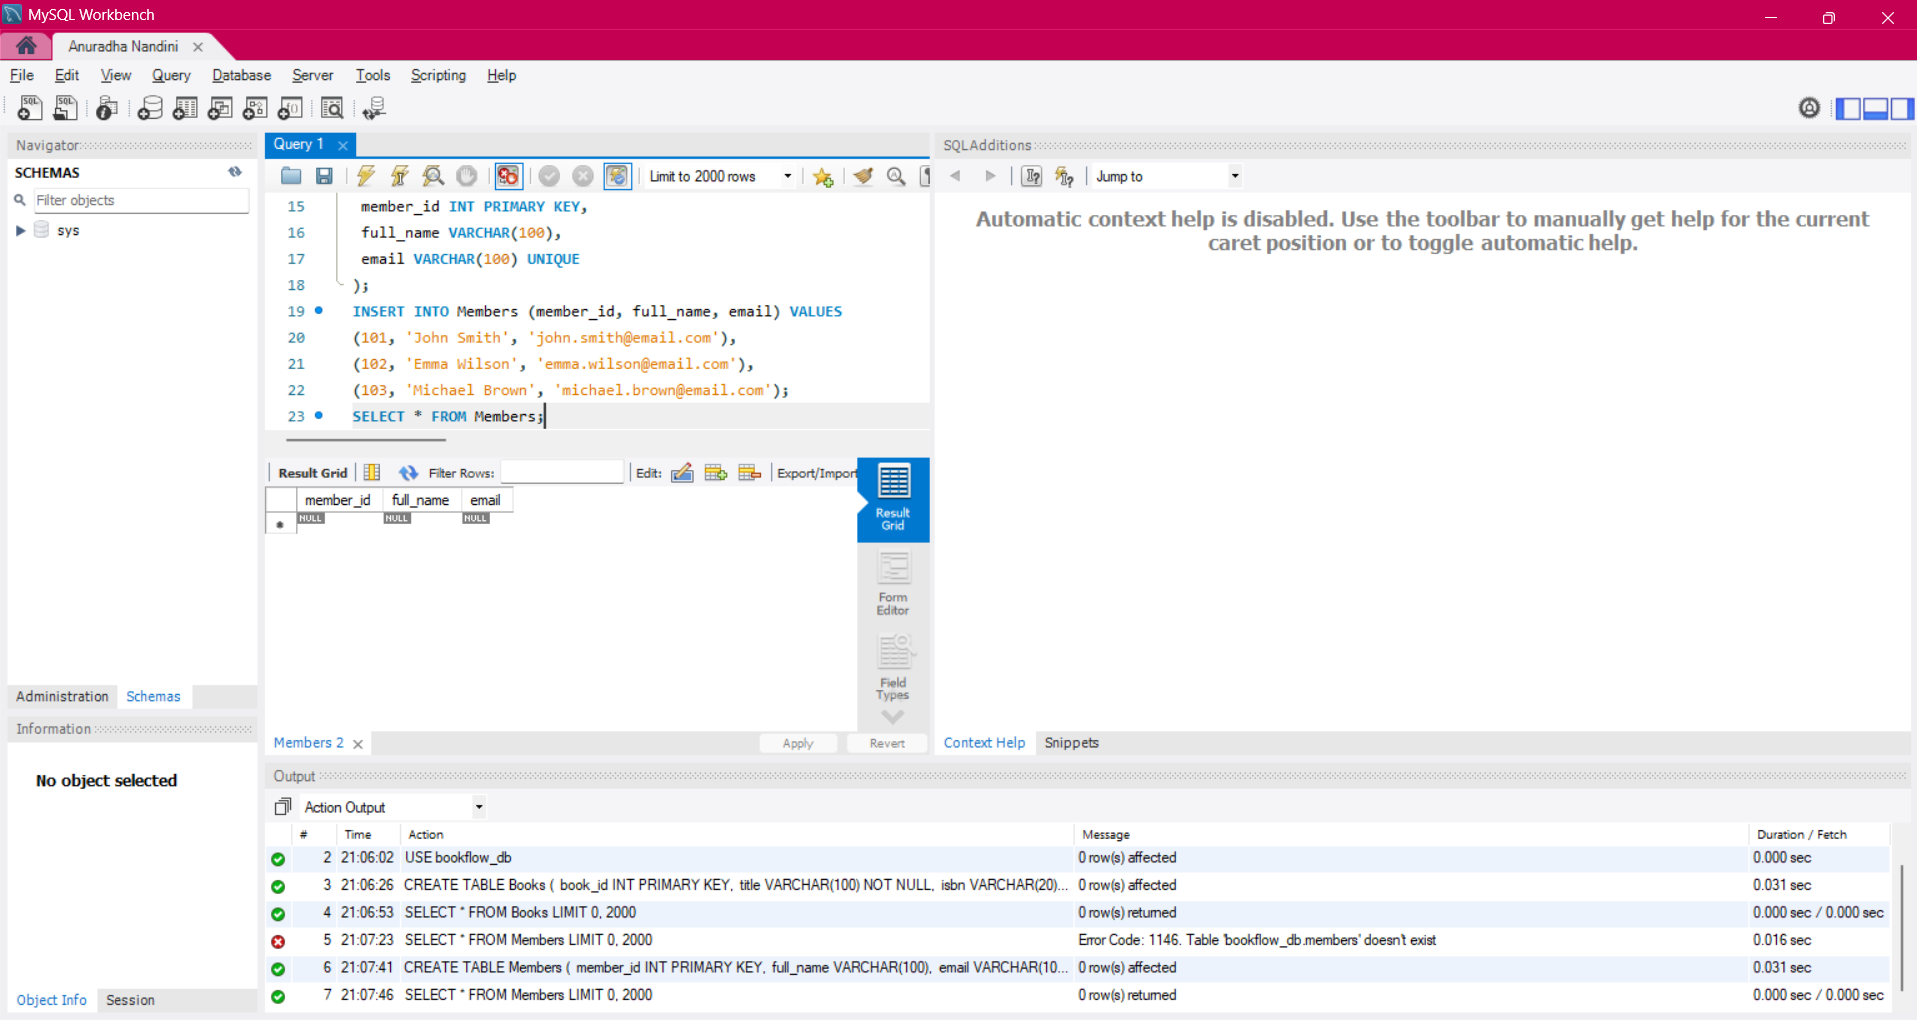 MySQL Workbench
Anuradha Nandini
File Edit View Query Database Server Tools Scripting Help
Navigator
SCHEMAS
Filter objects
sys
Administration Schemas
Information
No object selected
Object Info Session
Query 1
Limit to 2000 rows
15 member_id INT PRIMARY KEY,
16 full_name VARCHAR(100),
17 email VARCHAR(100) UNIQUE
18 );
19 INSERT INTO Members (member_id, full_name, email) VALUES
20 (101, 'John Smith', 'john.smith@email.com'),
21 (102, 'Emma Wilson', 'emma.wilson@email.com'),
22 (103, 'Michael Brown', 'michael.brown@email.com');
23 SELECT * FROM Members;
Result Grid Filter Rows: Edit: Export/Import
member_id full_name email
NULL NULL NULL
Result
Grid
Form
Editor
Field
Types
Members 2 Apply Revert
SQLAdditions
Jump to
Automatic context help is disabled. Use the toolbar to manually get help for the current
caret position or to toggle automatic help.
Context Help Snippets
Output
Action Output
# Time Action Message Duration / Fetch
2 21:06:02 USE bookflow_db 0 row(s) affected 0.000 sec
3 21:06:26 CREATE TABLE Books ( book_id INT PRIMARY KEY, title VARCHAR(100) NOT NULL, isbn VARCHAR(20)... 0 row(s) affected 0.031 sec
4 21:06:53 SELECT * FROM Books LIMIT 0, 2000 0 row(s) returned 0.000 sec / 0.000 sec
5 21:07:23 SELECT * FROM Members LIMIT 0, 2000 Error Code: 1146. Table 'bookflow_db.members' doesn't exist 0.016 sec
6 21:07:41 CREATE TABLE Members ( member_id INT PRIMARY KEY, full_name VARCHAR(100), email VARCHAR(10... 0 row(s) affected 0.031 sec
7 21:07:46 SELECT * FROM Members LIMIT 0, 2000 0 row(s) returned 0.000 sec / 0.000 sec